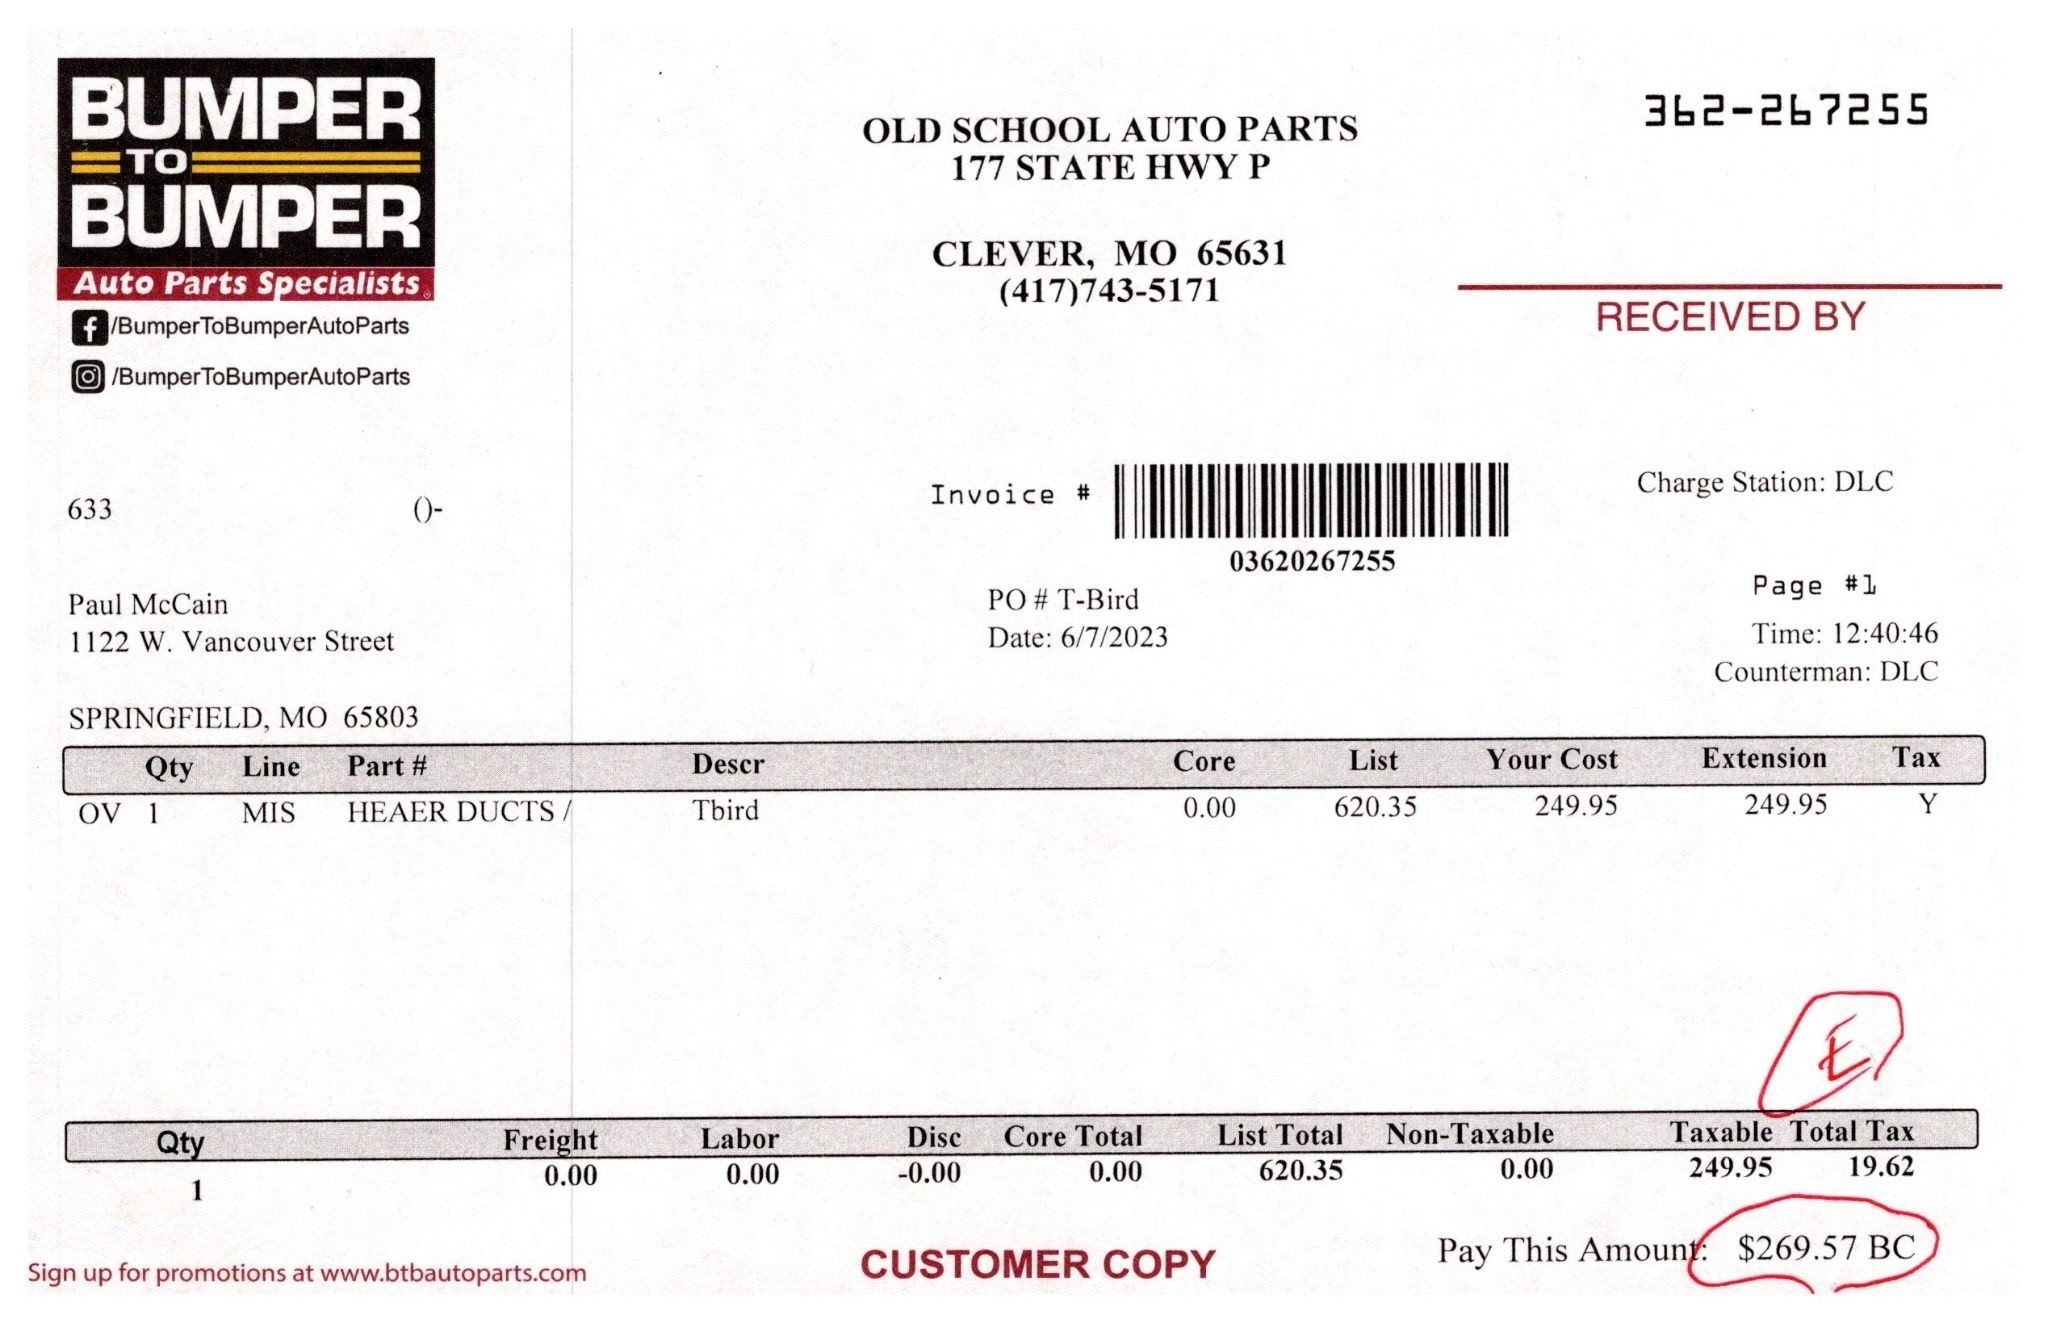 BUMPER
TO
BUMPER
Auto Parts Specialists
/BumperToBumperAutoParts
/BumperToBumperAutoParts
OLD SCHOOL AUTO PARTS
177 STATE HWY P
CLEVER, MO 65631
(417)743-5171
362-267255
RECEIVED BY
633 ()-
Invoice #
03620267255
Charge Station: DLC
Paul McCain
1122 W. Vancouver Street
SPRINGFIELD, MO 65803
PO # T-Bird
Date: 6/7/2023
Page #1
Time: 12:40:46
Counterman: DLC
Qty Line Part # Descr Core List Your Cost Extension Tax
OV 1 MIS HEAER DUCTS / Tbird 0.00 620.35 249.95 249.95 Y
E
Qty Freight Labor Disc Core Total List Total Non-Taxable Taxable Total Tax
1 0.00 0.00 -0.00 0.00 620.35 0.00 249.95 19.62
Pay This Amount: $269.57 BC
Sign up for promotions at www.btbautoparts.com
CUSTOMER COPY